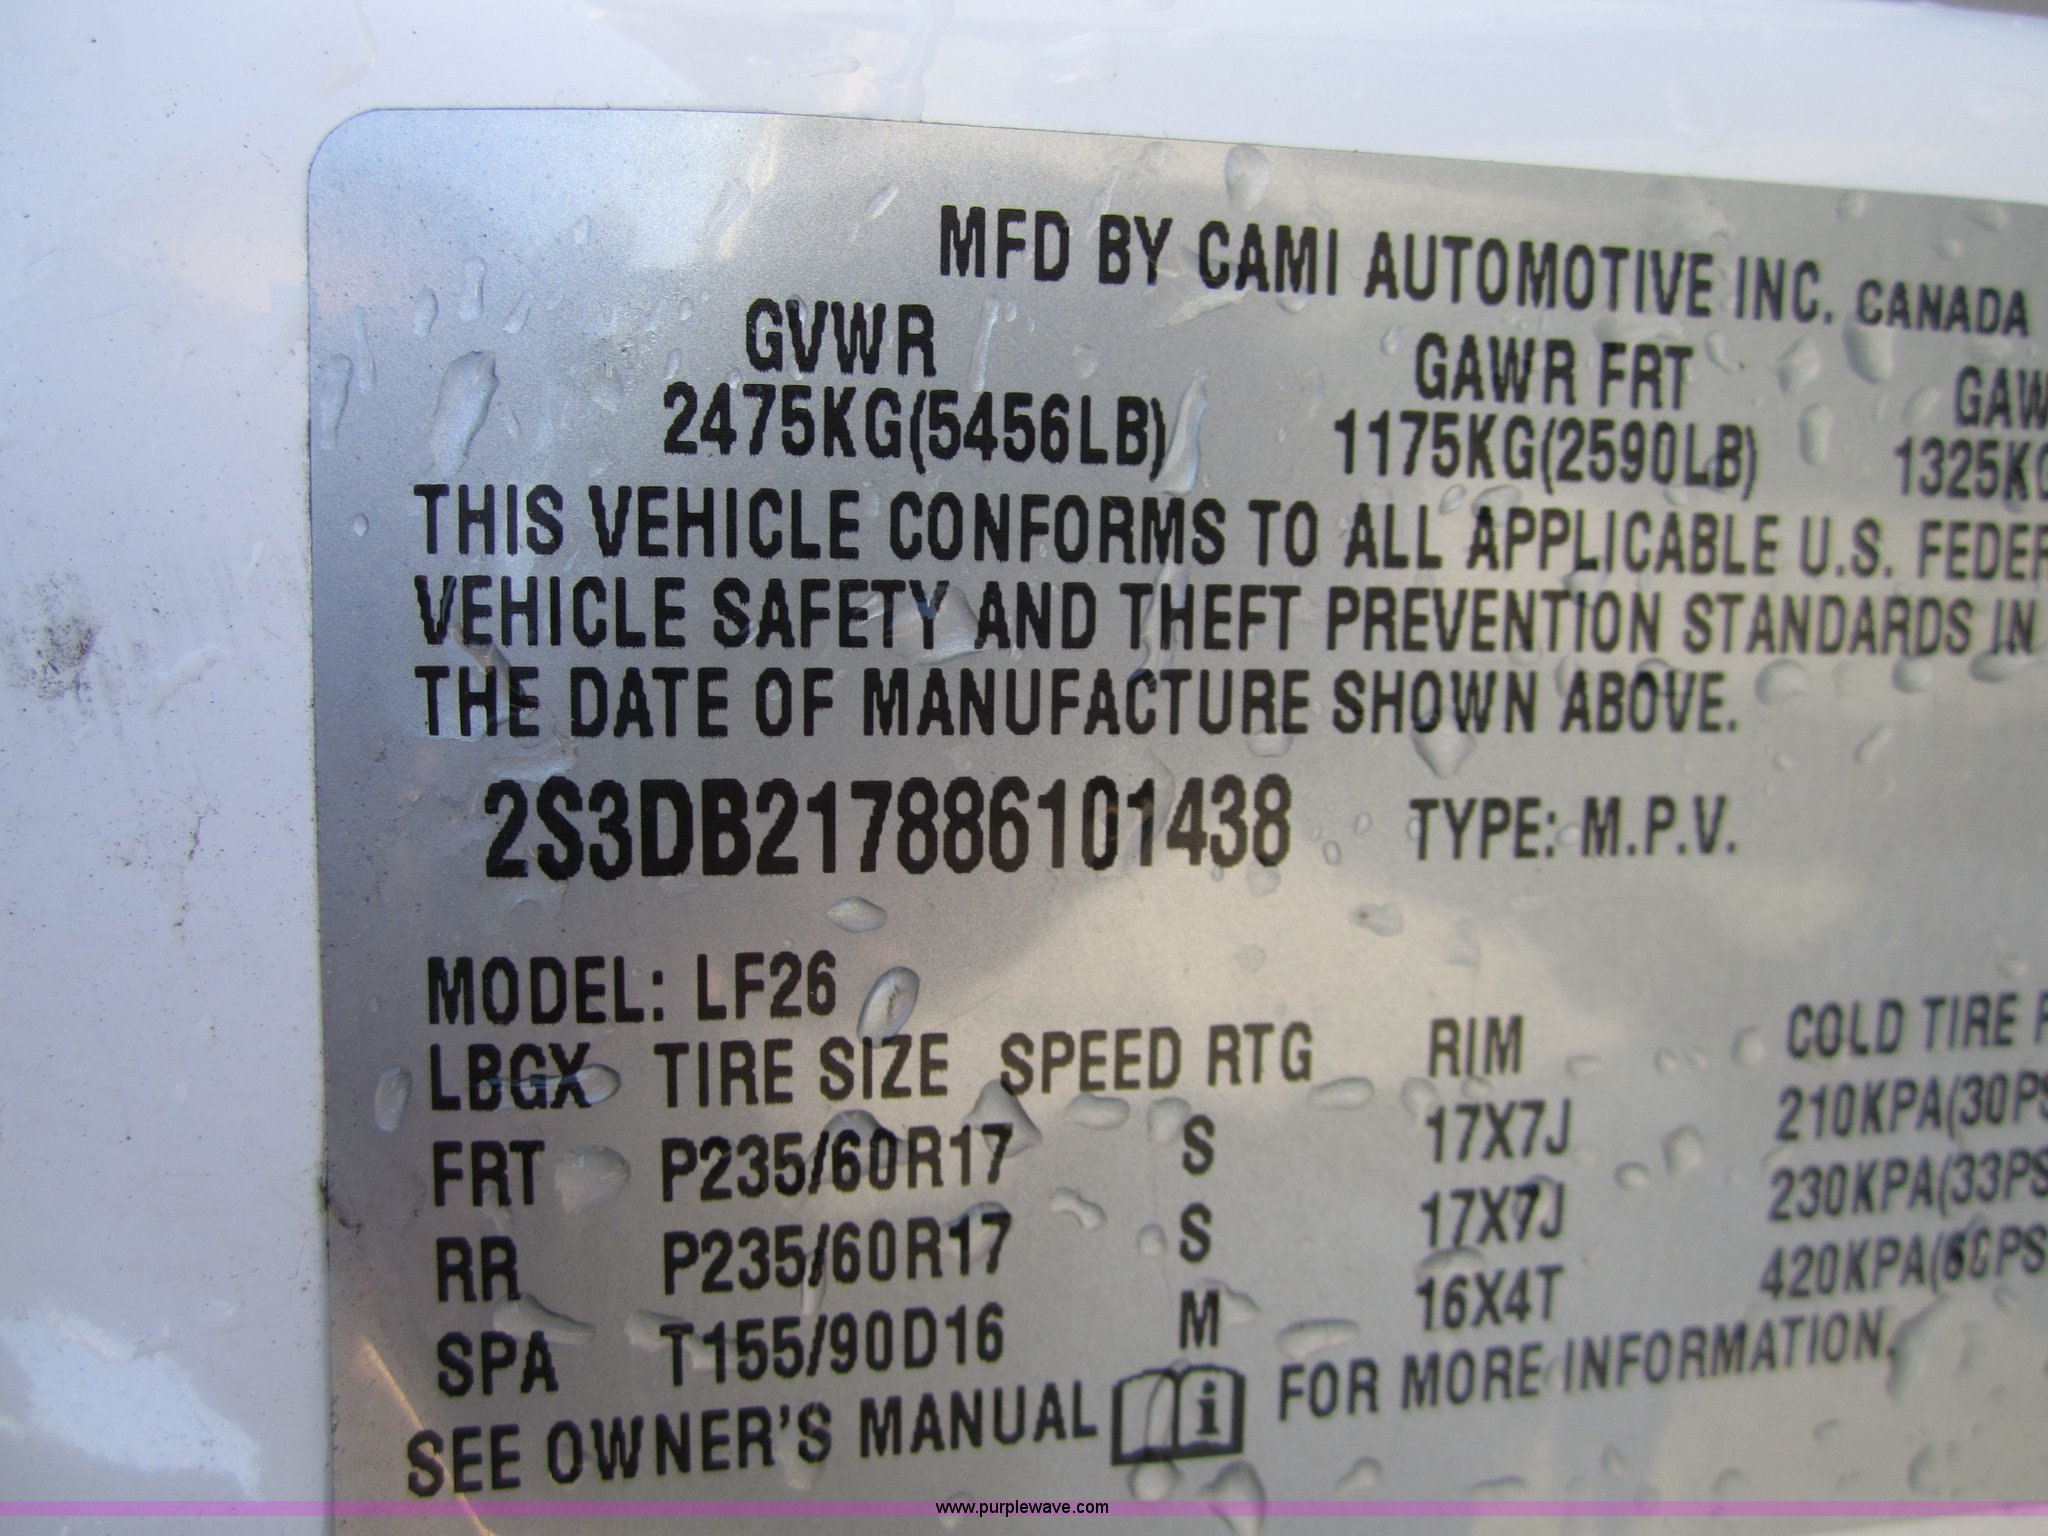 MFD BY CAMI AUTOMOTIVE INC. CANADA
GVWR GAWR FRT
2475KG(5456LB) 1175KG(2590LB)
THIS VEHICLE CONFORMS TO ALL APPLICABLE U.S.
VEHICLE SAFETY AND THEFT PREVENTION STANDARDS IN
THE DATE OF MANUFACTURE SHOWN ABOVE.
2S3DB217886101438 TYPE: M.P.V.
MODEL: LF26
LBGX TIRE SIZE SPEED RTG RIM COLD TIRE
FRT P235/60R17 S 17X7J 210KPA(30PS
RR P235/60R17 S 17X7J 230KPA(33PS
SPA T155/90D16 M 16X4T 420KPA(60PS
SEE OWNER'S MANUAL i FOR MORE INFORMATION.
www.purplewave.com